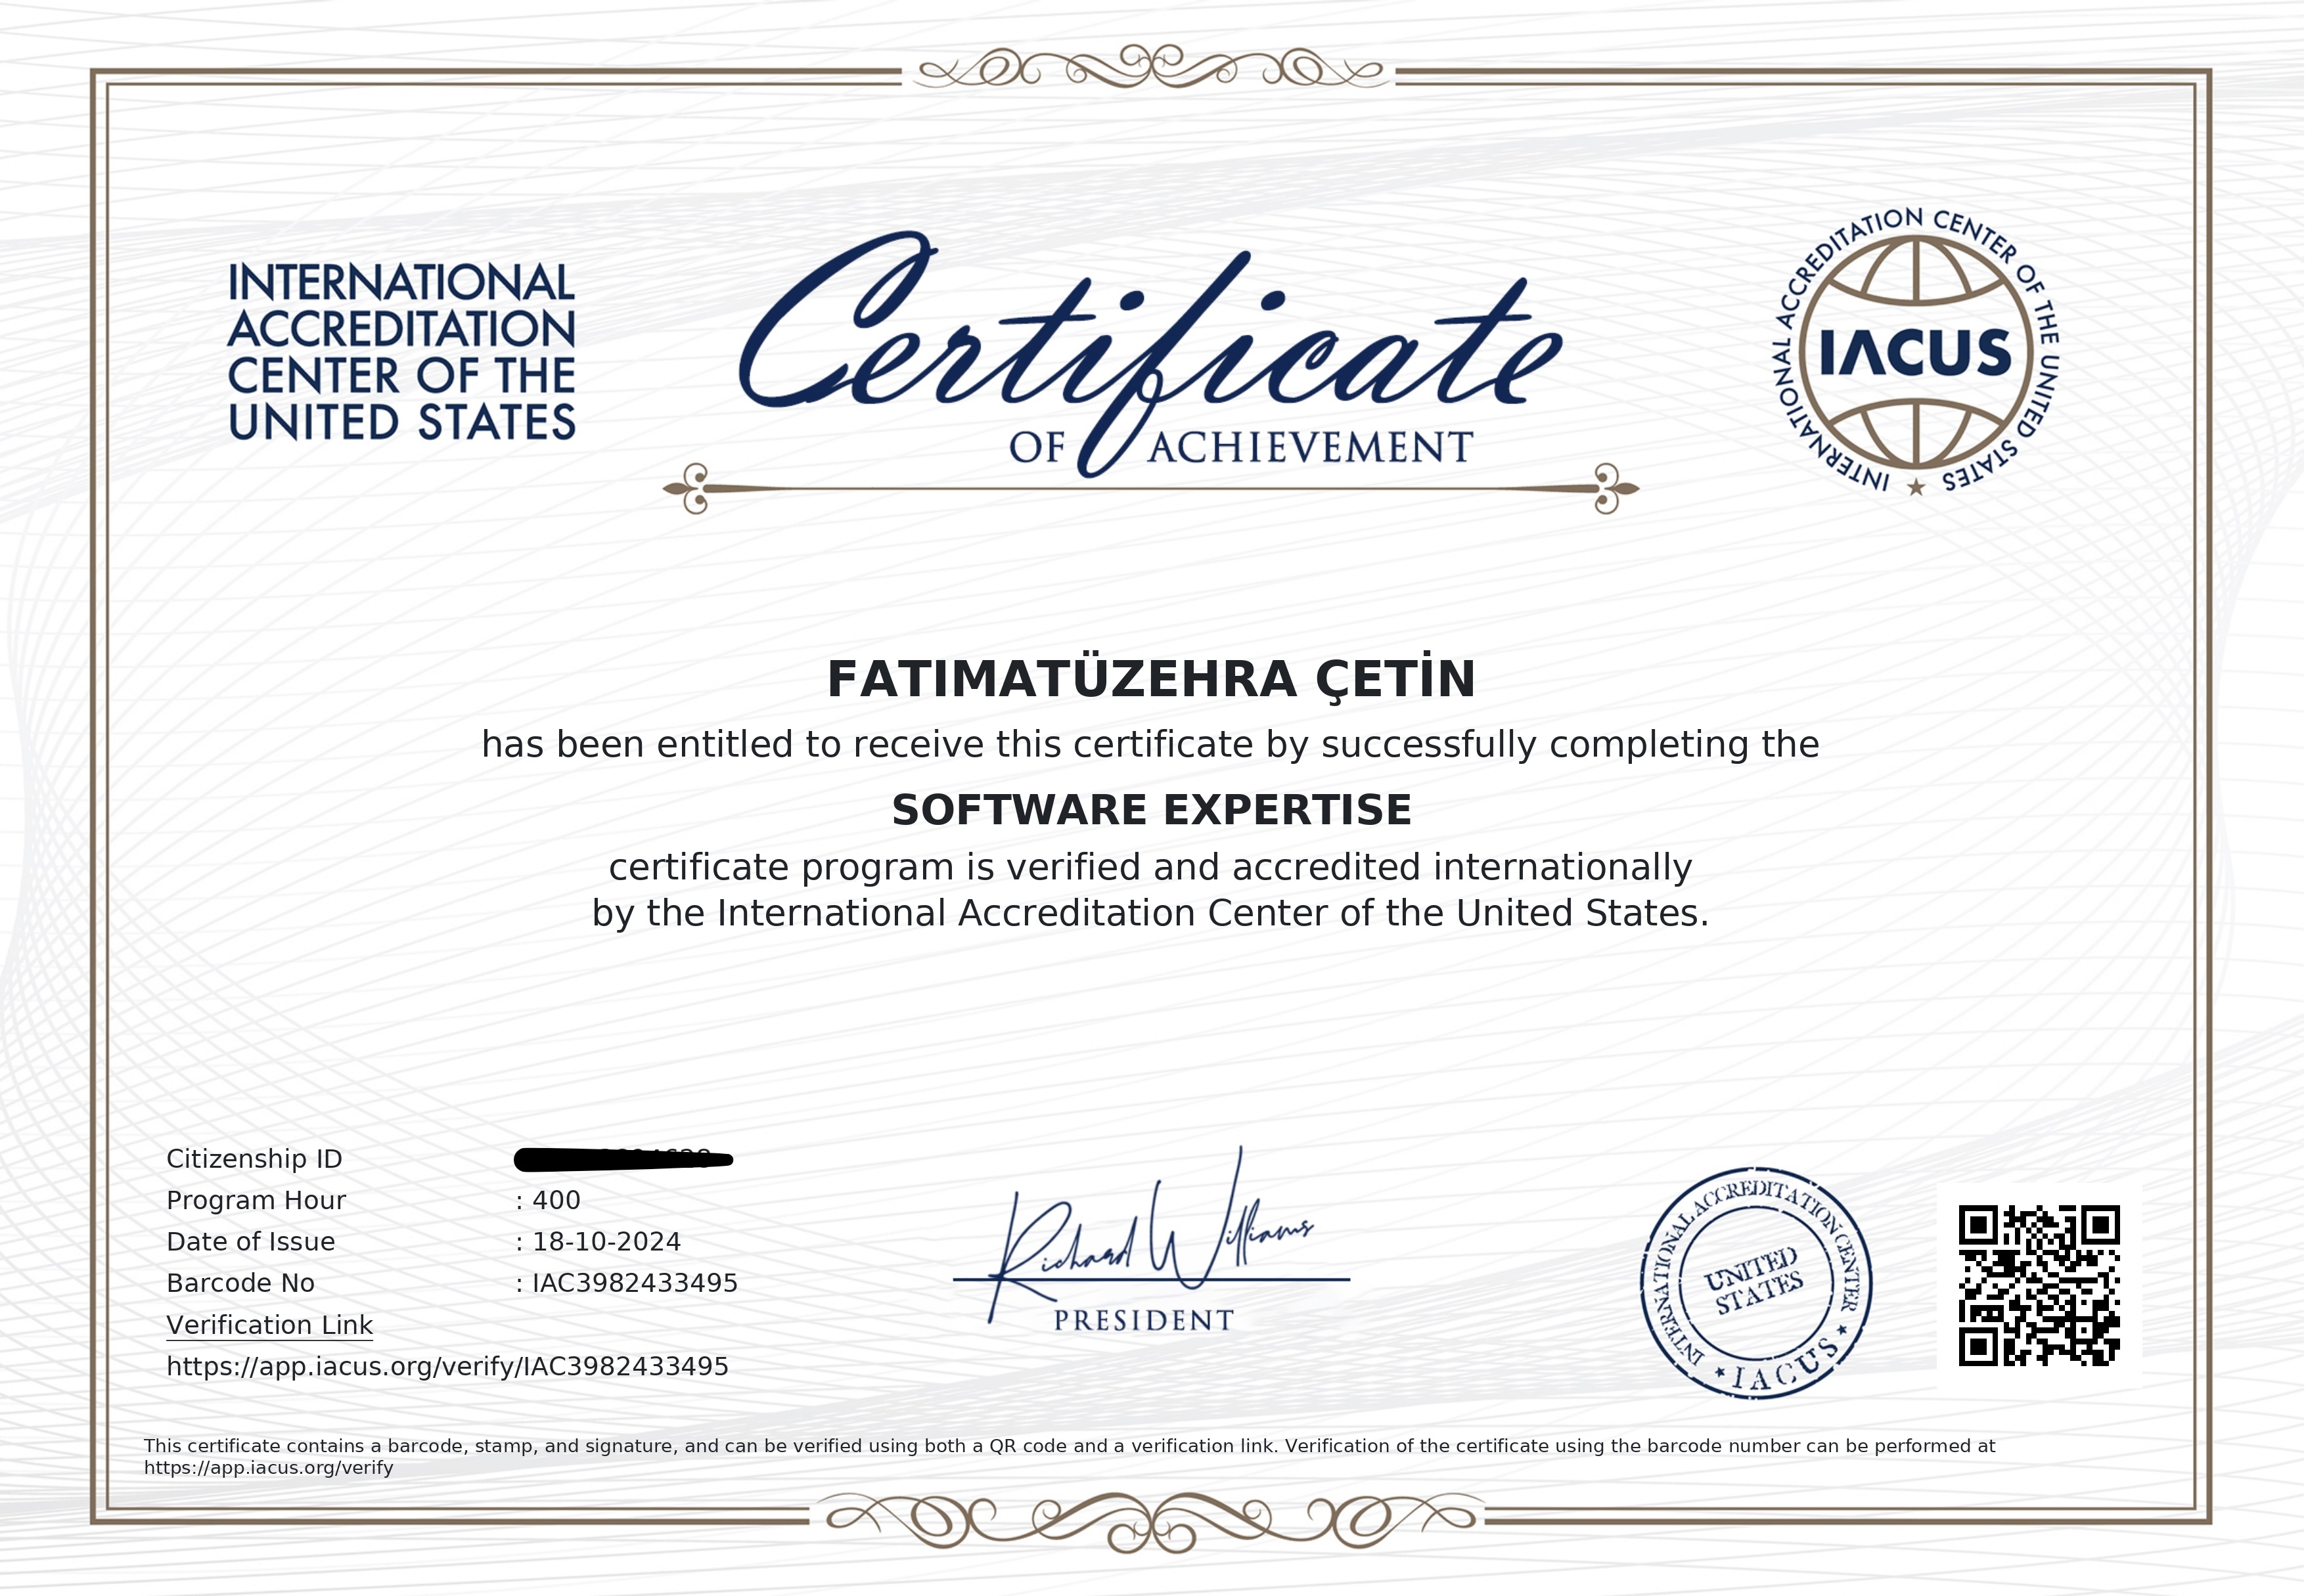 INTERNATIONAL
ACCREDITATION
CENTER OF THE
UNITED STATES
Certificate
OF ACHIEVEMENT
INTERNATIONAL ACCREDITATION CENTER OF THE UNITED STATES
IACUS
FATIMATÜZEHRA ÇETİN
has been entitled to receive this certificate by successfully completing the
SOFTWARE EXPERTISE
certificate program is verified and accredited internationally
by the International Accreditation Center of the United States.
Citizenship ID
Program Hour : 400
Date of Issue : 18-10-2024
Barcode No : IAC3982433495
Verification Link
https://app.iacus.org/verify/IAC3982433495
Richard Williams
PRESIDENT
INTERNATIONAL ACCREDITATION CENTER
UNITED
STATES
IACUS
This certificate contains a barcode, stamp, and signature, and can be verified using both a QR code and a verification link. Verification of the certificate using the barcode number can be performed at
https://app.iacus.org/verify